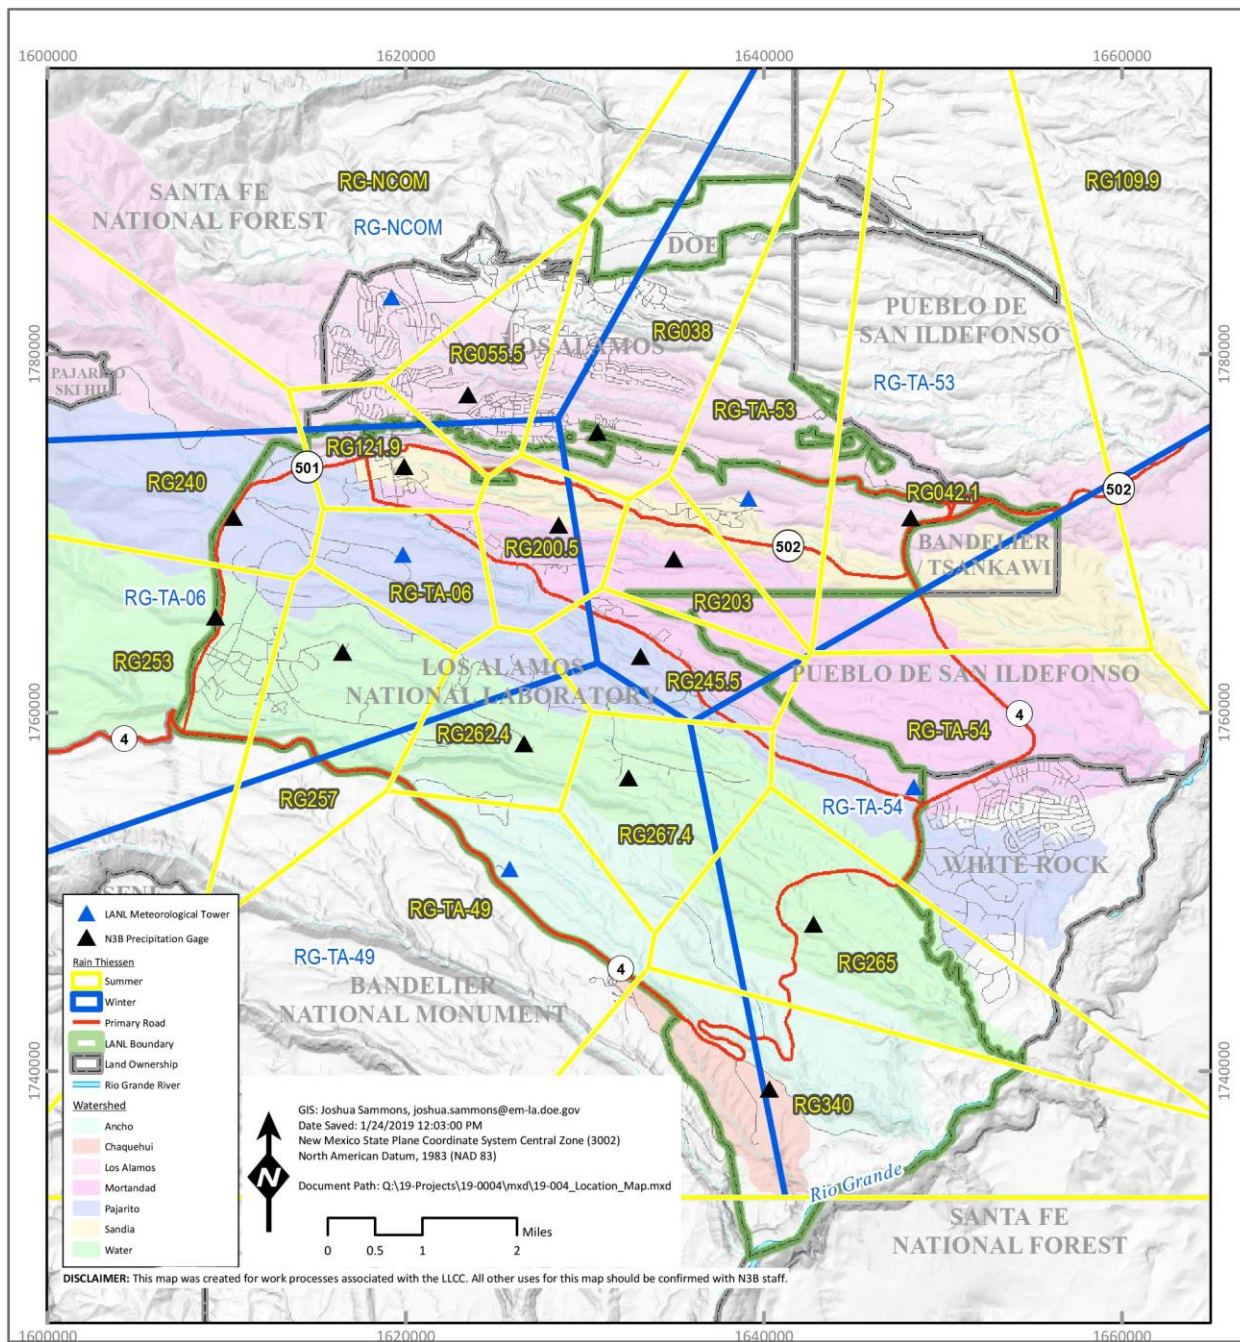 1600000
1620000
1640000
1660000
SANTA FE
NATIONAL FOREST
RG-NCOM
RG-NCOM
RG109.9
DOE
PUEBLO DE
SAN ILDEFONSO
1780000
1780000
RG038
RG055.5
LOS ALAMOS
PAJARITO
SKI HILL
RG-TA-53
RG-TA-53
RG121.9
501
RG240
RG042.1
502
502
BANDELIER
/ TSANKAWI
RG200.5
RG-TA-06
RG-TA-06
RG203
RG253
LOS ALAMOS
NATIONAL LABORATORY
RG245.5
PUEBLO DE SAN ILDEFONSO
1760000
1760000
4
4
RG262.4
RG-TA-54
RG257
RG-TA-54
RG267.4
WHITE ROCK
RG-TA-49
RG-TA-49
RG265
4
BANDELIER
NATIONAL MONUMENT
LANL Meteorological Tower
N3B Precipitation Gage
Rain Thiessen
Summer
Winter
Primary Road
LANL Boundary
Land Ownership
Rio Grande River
Watershed
Ancho
Chaquehui
Los Alamos
Mortandad
Pajarito
Sandia
Water
1740000
1740000
RG340
Rio Grande
SANTA FE
NATIONAL FOREST
GIS: Joshua Sammons, joshua.sammons@em-la.doe.gov
Date Saved: 1/24/2019 12:03:00 PM
New Mexico State Plane Coordinate System Central Zone (3002)
North American Datum, 1983 (NAD 83)
Document Path: Q:\19-Projects\19-0004\mxd\19-004_Location_Map.mxd
N
Miles
0 0.5 1 2
DISCLAIMER: This map was created for work processes associated with the LLCC. All other uses for this map should be confirmed with N3B staff.
1600000
1620000
1640000
1660000